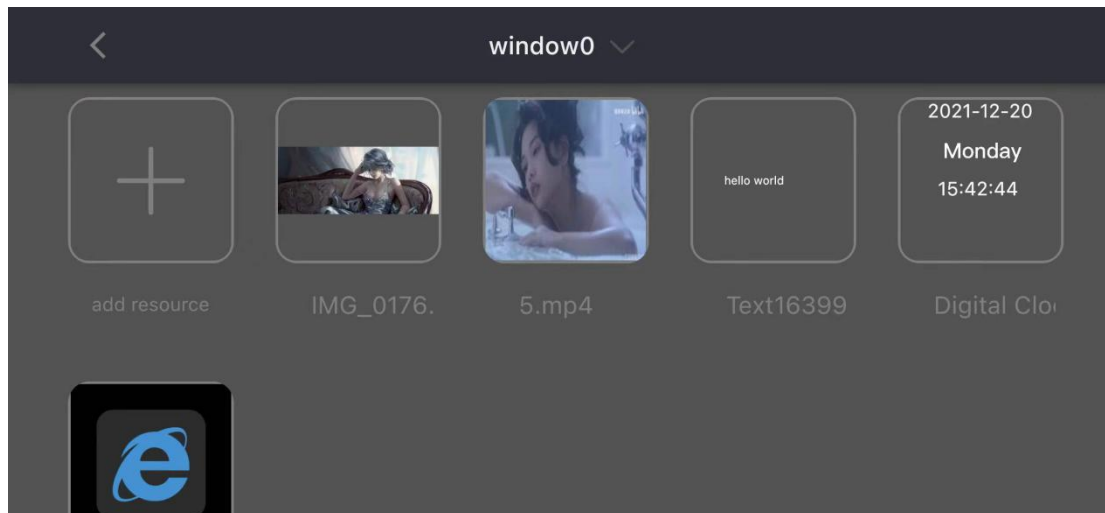 window0
2021-12-20
Monday
15:42:44
hello world
add resource
IMG_0176.
5.mp4
Text16399
Digital Clo